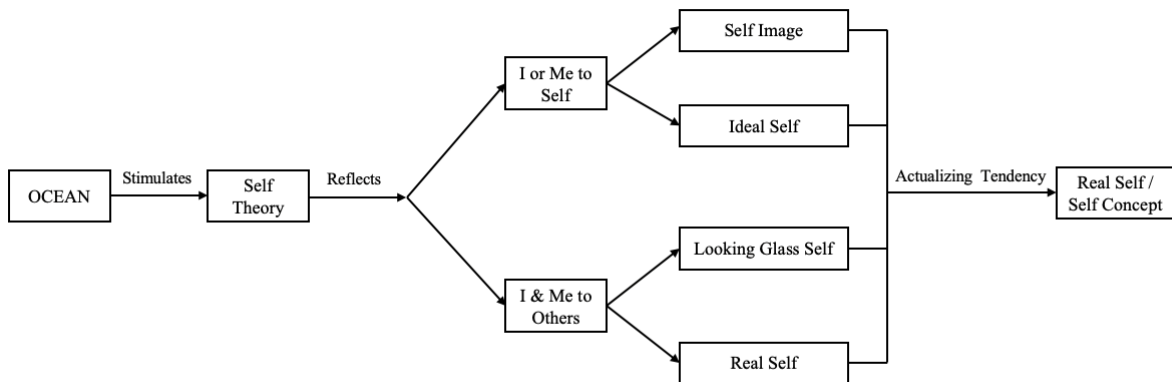 OCEAN
Stimulates
Self
Theory
Reflects
I or Me to
Self
I & Me to
Others
Self Image
Ideal Self
Looking Glass Self
Real Self
Actualizing Tendency
Real Self /
Self Concept